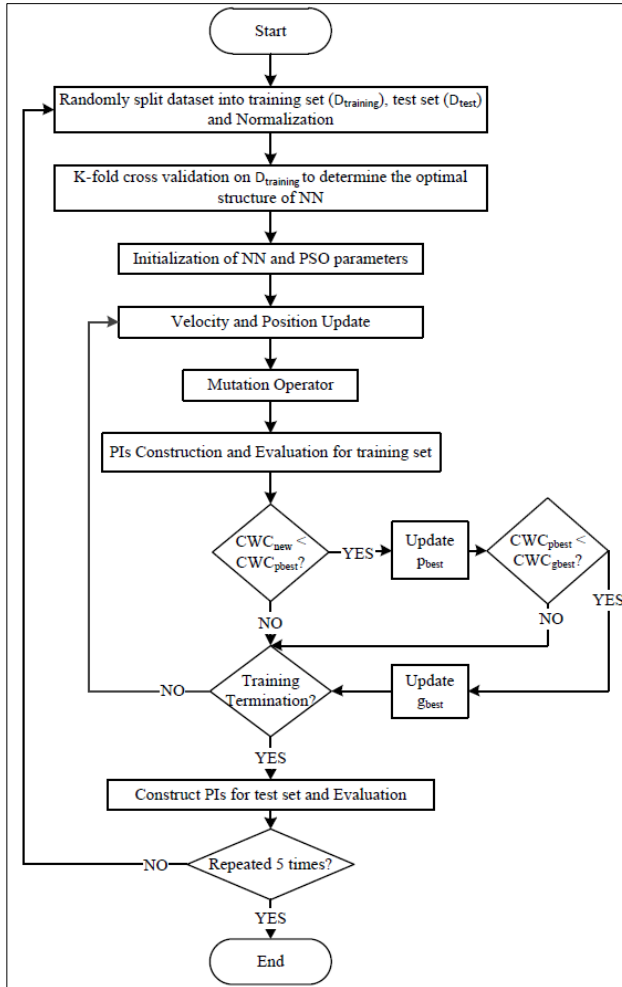 Start
Randomly split dataset into training set (Dtraining), test set (Dtest)
and Normalization
K-fold cross validation on Dtraining to determine the optimal
structure of NN
Initialization of NN and PSO parameters
Velocity and Position Update
Mutation Operator
PIs Construction and Evaluation for training set
CWCnew <
CWCpbest?
YES
Update
pbest
CWCpbest <
CWCgbest?
YES
NO
NO
Training
Termination?
NO
Update
gbest
YES
Construct PIs for test set and Evaluation
Repeated 5 times?
NO
YES
End